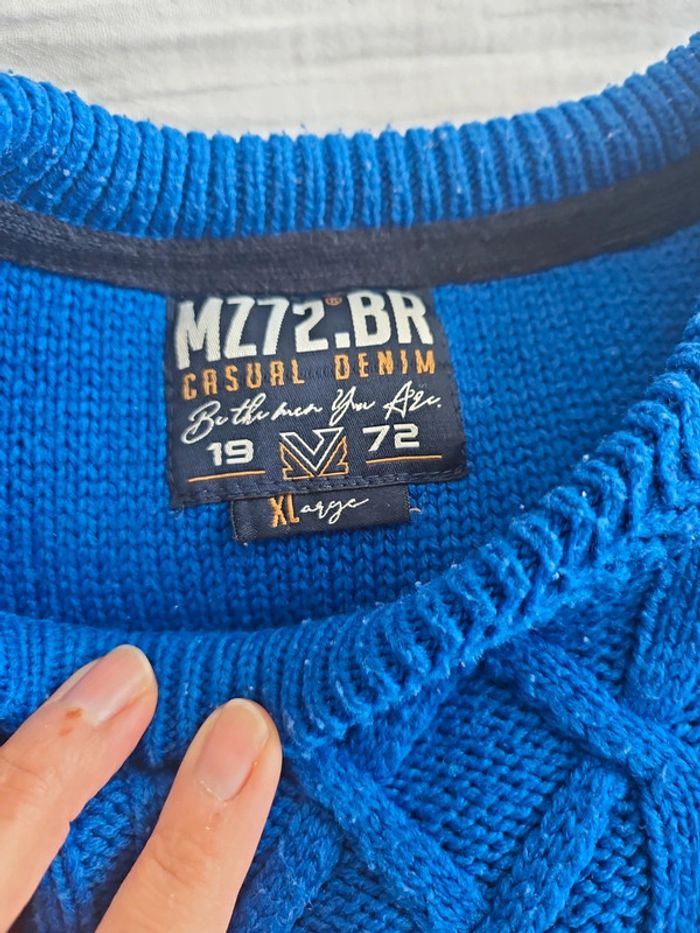 MZ72.BR®
CASUAL DENIM
Be the man You Are.
19 72
XLarge